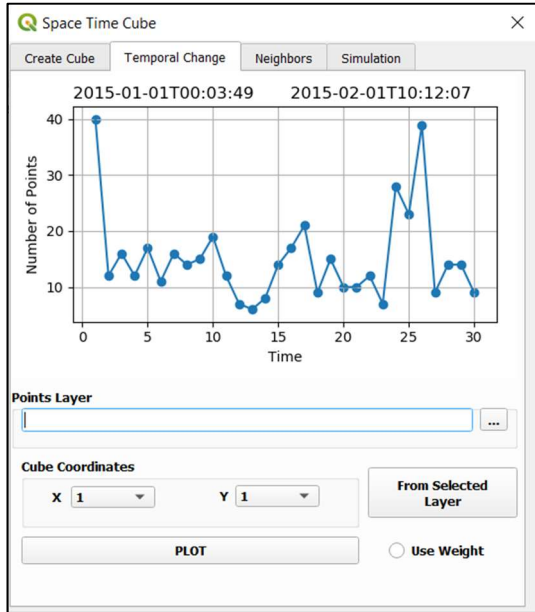 Space Time Cube
Create Cube Temporal Change Neighbors Simulation
2015-01-01T00:03:49 2015-02-01T10:12:07
40
30
20
10
Number of Points
0 5 10 15 20 25 30
Time
Points Layer
...
Cube Coordinates
X 1 Y 1
From Selected
Layer
PLOT
Use Weight